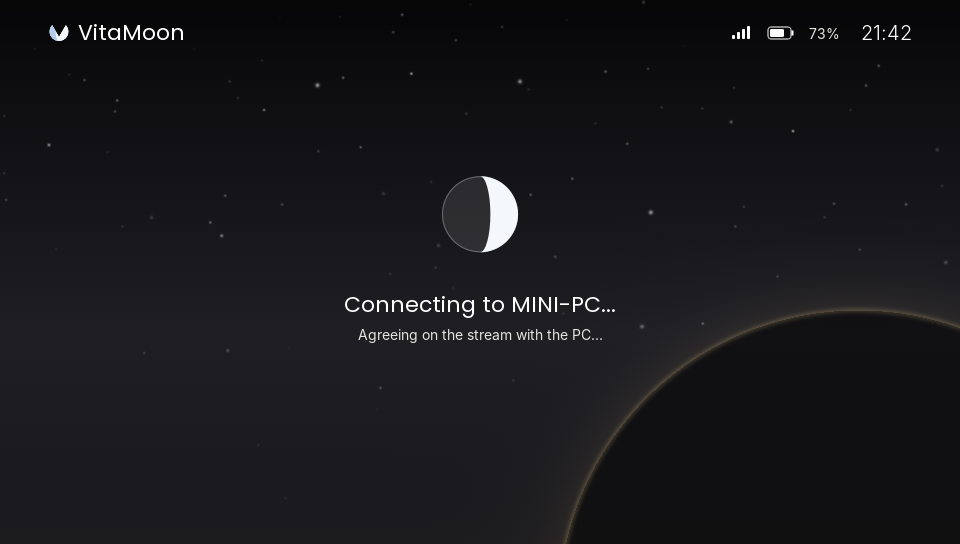 VitaMoon
73%
21:42
Connecting to MINI-PC...
Agreeing on the stream with the PC...